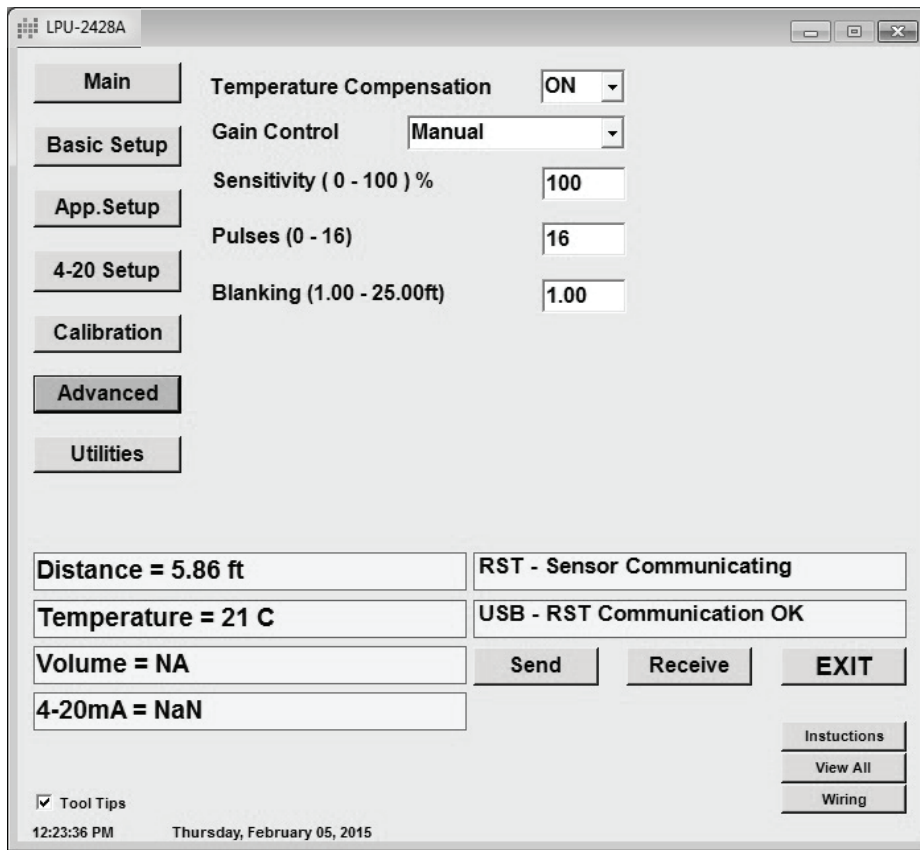 LPU-2428A
Main
Temperature Compensation ON
Basic Setup
Gain Control Manual
App.Setup
Sensitivity ( 0 - 100 ) % 100
4-20 Setup
Pulses (0 - 16) 16
Calibration
Blanking (1.00 - 25.00ft) 1.00
Advanced
Utilities
Distance = 5.86 ft
RST - Sensor Communicating
Temperature = 21 C
USB - RST Communication OK
Volume = NA
Send Receive EXIT
4-20mA = NaN
Instuctions
View All
Wiring
Tool Tips
12:23:36 PM Thursday, February 05, 2015